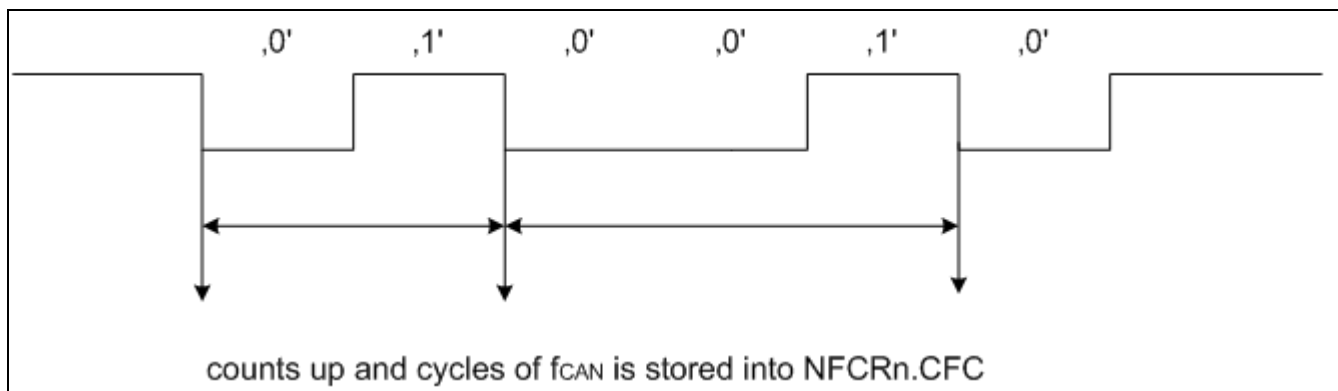 ,0' ,1' ,0' ,0' ,1' ,0'
counts up and cycles of fCAN is stored into NFCRn.CFC